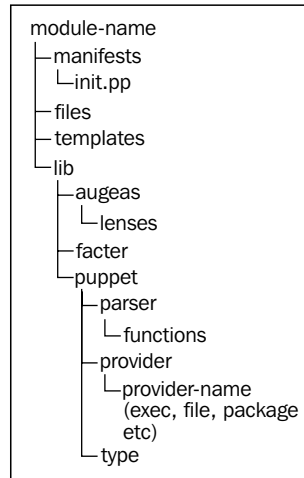 module-name
manifests
init.pp
files
templates
lib
augeas
lenses
facter
puppet
parser
functions
provider
provider-name
(exec, file, package
etc)
type